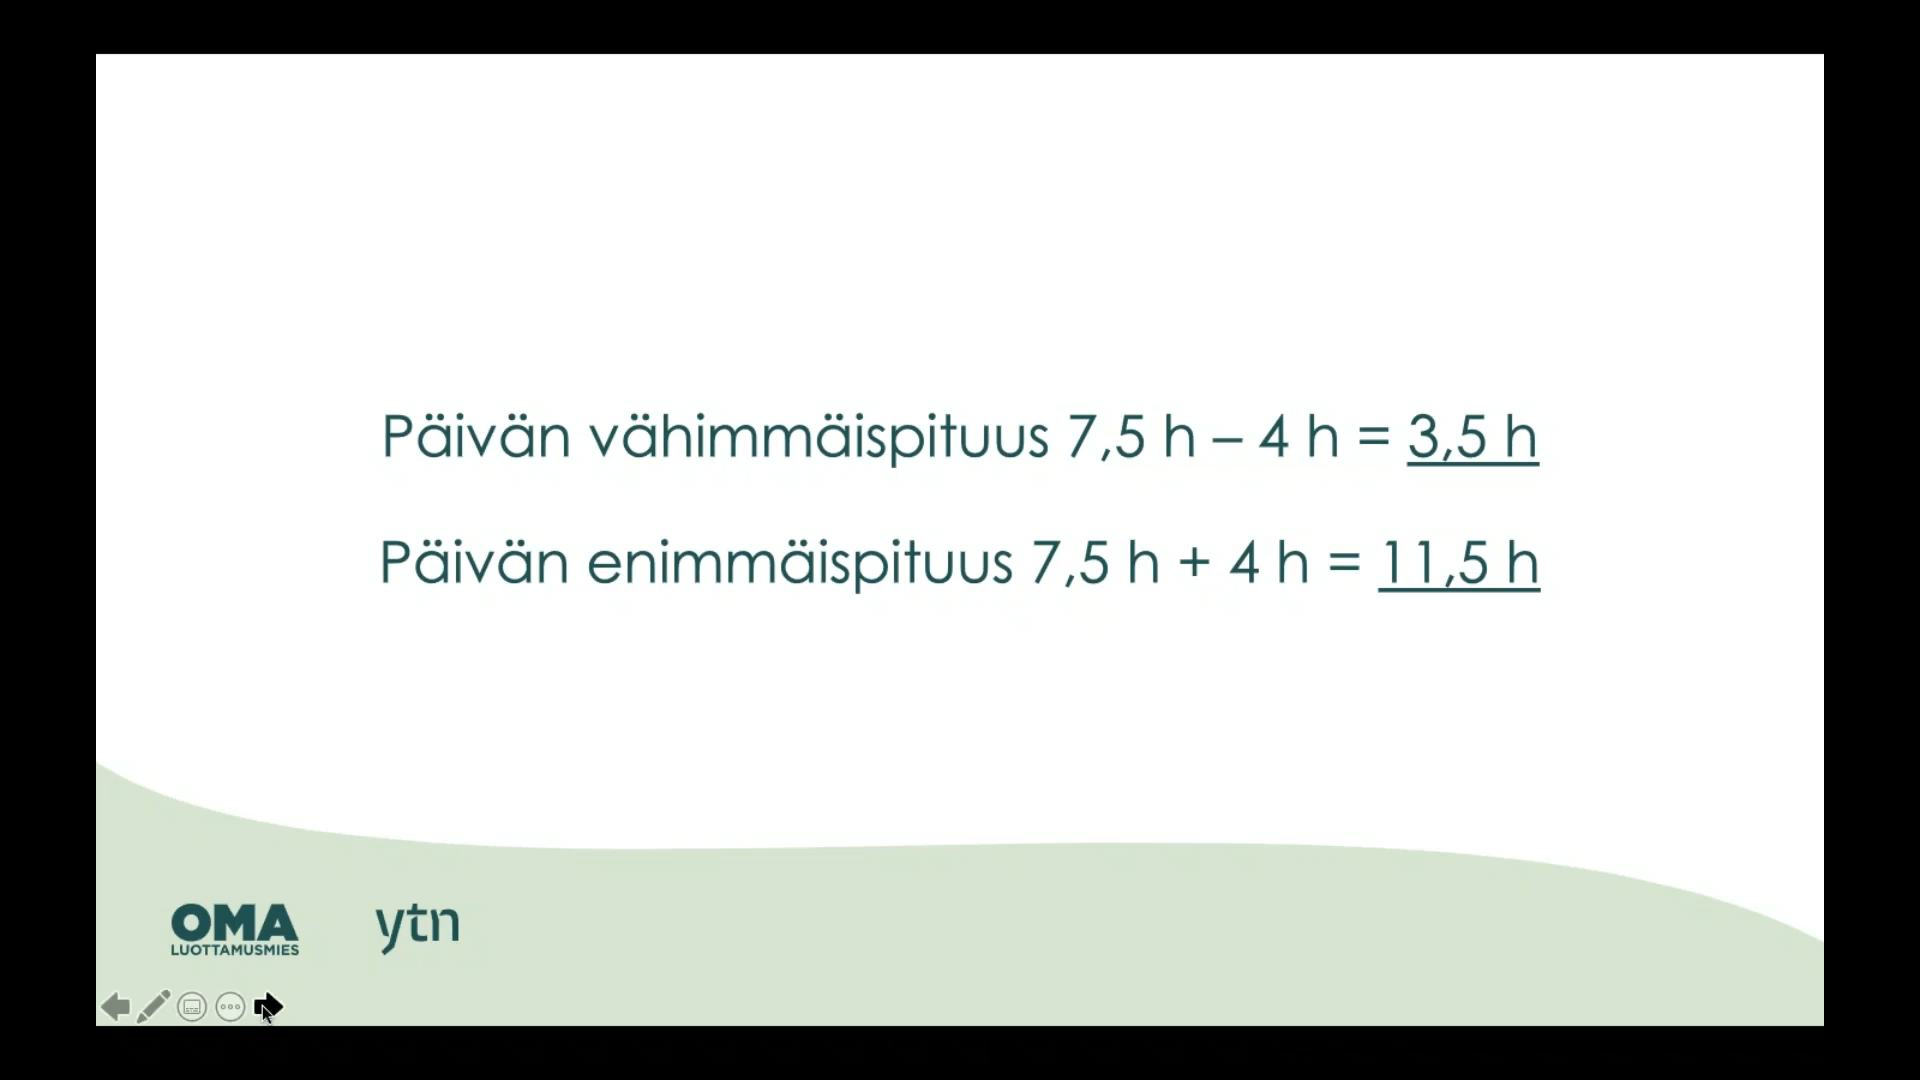 Päivän vähimmäispituus 7,5 h – 4 h = 3,5 h
Päivän enimmäispituus 7,5 h + 4 h = 11,5 h
OMA
LUOTTAMUSMIES
ytn